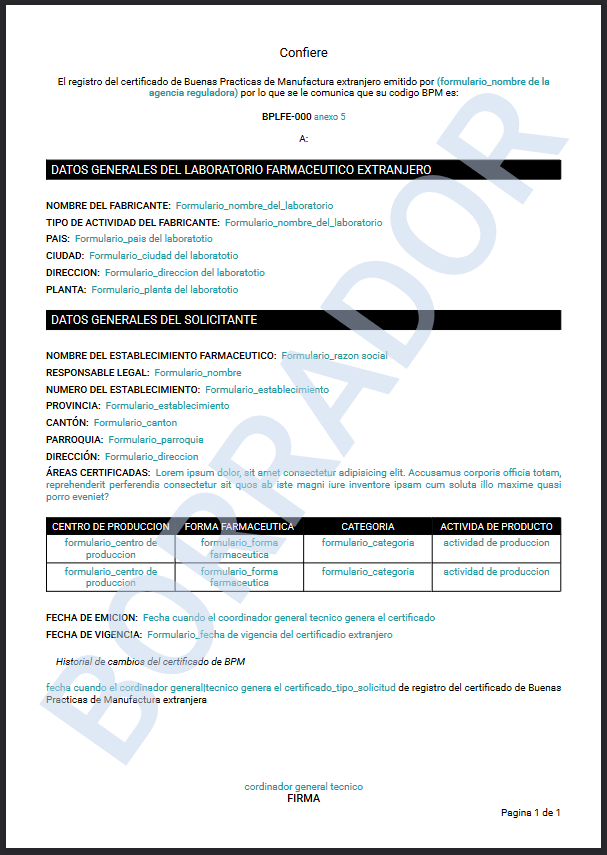 Confiere
El registro del certificado de Buenas Practicas de Manufactura extranjero emitido por (formulario_nombre de la
agencia reguladora) por lo que se le comunica que su codigo BPM es:
BPLFE-000 anexo 5
A:
DATOS GENERALES DEL LABORATORIO FARMACEUTICO EXTRANJERO
NOMBRE DEL FABRICANTE: Formulario_nombre_del_laboratorio
TIPO DE ACTIVIDAD DEL FABRICANTE: Formulario_nombre_del_laboratorio
PAIS: Formulario_pais del laboratotio
CIUDAD: Formulario_ciudad del laboratotio
DIRECCION: Formulario_direccion del laboratotio
PLANTA: Formulario_planta del laboratotio
DATOS GENERALES DEL SOLICITANTE
NOMBRE DEL ESTABLECIMIENTO FARMACEUTICO: Formulario_razon social
RESPONSABLE LEGAL: Formulario_nombre
NUMERO DEL ESTABLECIMIENTO: Formulario_establecimiento
PROVINCIA: Formulario_establecimiento
CANTÓN: Formulario_canton
PARROQUIA: Formulario_parroquia
DIRECCIÓN: Formulario_direccion
ÁREAS CERTIFICADAS: Lorem ipsum dolor, sit amet consectetur adipisicing elit. Accusamus corporis officia totam,
reprehenderit perferendis consectetur sit quos ab iste magni iure inventore ipsam cum soluta illo maxime quasi
porro eveniet?
CENTRO DE PRODUCCION FORMA FARMACEUTICA CATEGORIA ACTIVIDA DE PRODUCTO
formulario_centro de formulario_forma formulario_categoria actividad de produccion
produccion farmaceutica
formulario_centro de formulario_forma formulario_categoria actividad de produccion
produccion farmaceutica
FECHA DE EMICION: Fecha cuando el coordinador general tecnico genera el certificado
FECHA DE VIGENCIA: Formulario_fecha de vigencia del certificadio extranjero
Historial de cambios del certificado de BPM
fecha cuando el cordinador general|tecnico genera el certificado_tipo_solicitud de registro del certificado de Buenas
Practicas de Manufactura extranjera
cordinador general tecnico
FIRMA
Pagina 1 de 1
BORRADOR